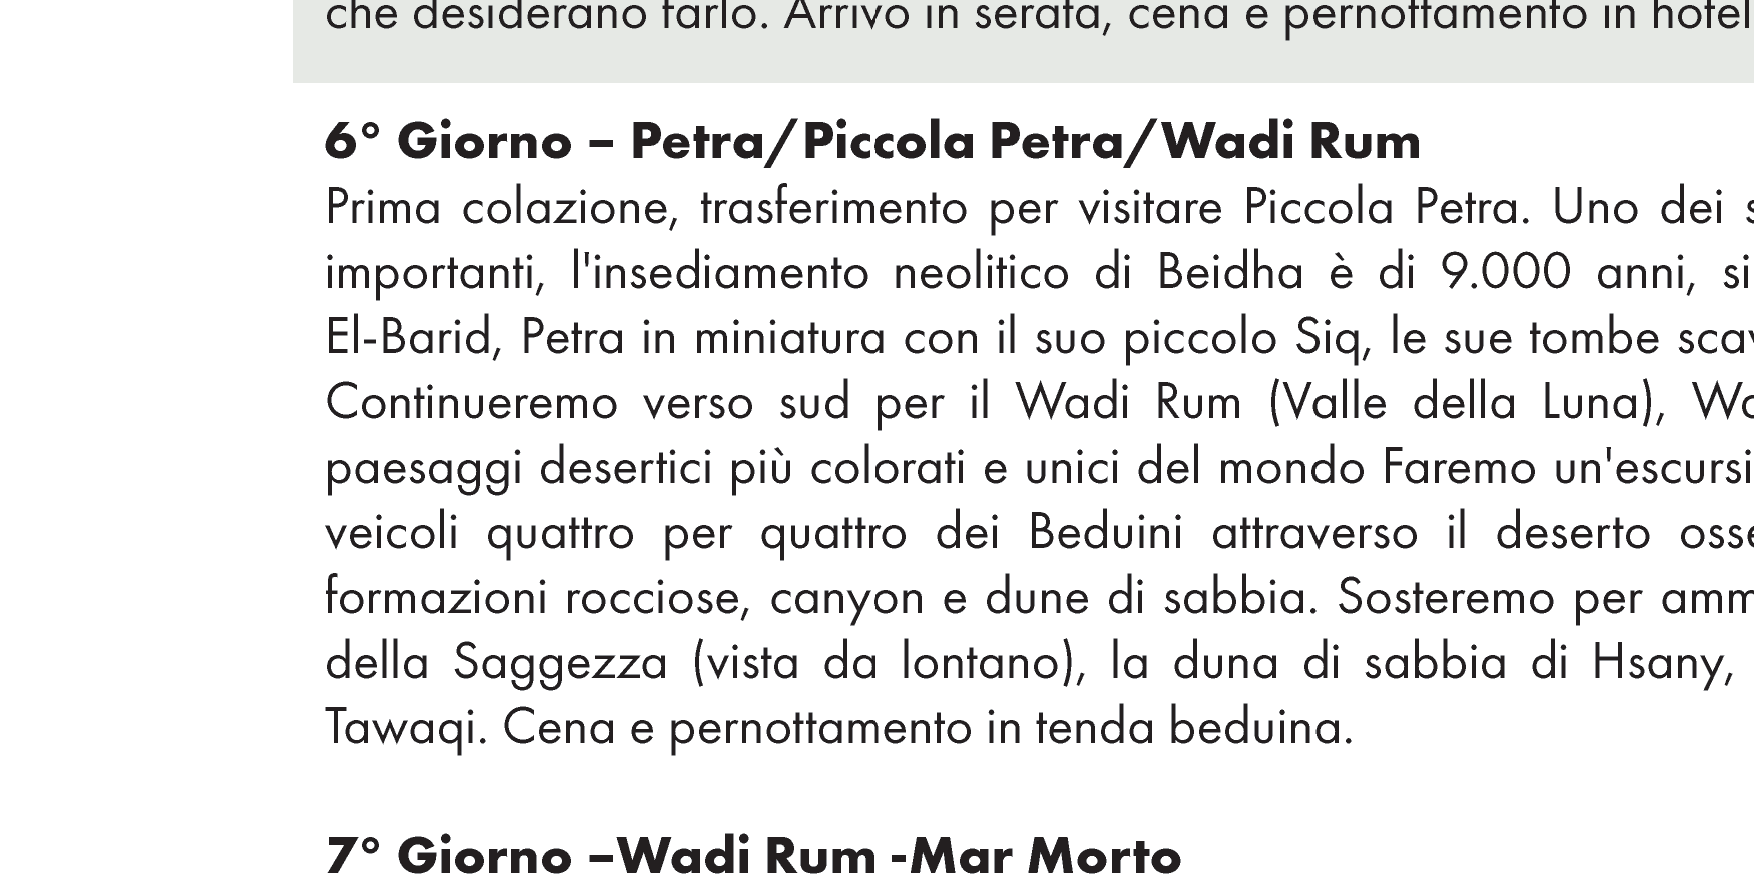 che desiderano farlo. Arrivo in serata, cena e pernottamento in hotel
6° Giorno – Petra/Piccola Petra/Wadi Rum
Prima colazione, trasferimento per visitare Piccola Petra. Uno dei
importanti, l'insediamento neolitico di Beidha è di 9.000 anni,
El-Barid, Petra in miniatura con il suo piccolo Siq, le sue tombe
Continueremo verso sud per il Wadi Rum (Valle della Luna),
paesaggi desertici più colorati e unici del mondo Faremo
veicoli quattro per quattro dei Beduini attraverso il deserto
formazioni rocciose, canyon e dune di sabbia. Sosteremo per
della Saggezza (vista da lontano), la duna di sabbia di Hsany,
Tawaqi. Cena e pernottamento in tenda beduina.
7° Giorno –Wadi Rum -Mar Morto